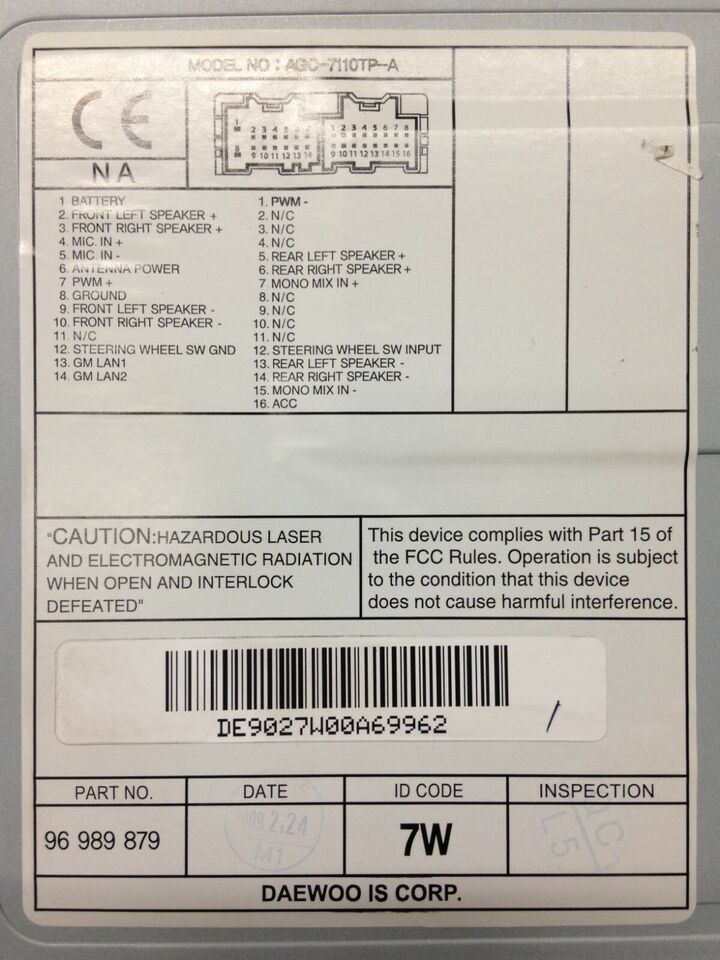 MODEL NO : AGC-7110TP-A
CE
NA
1 2 3 4 5 6 7
8 9 10 11 12 13 14
1 2 3 4 5 6 7 8
9 10 11 12 13 14 15 16
1 BATTERY
2. FRONT LEFT SPEAKER +
3. FRONT RIGHT SPEAKER +
4. MIC. IN +
5. MIC. IN -
6. ANTENNA POWER
7 PWM +
8. GROUND
9. FRONT LEFT SPEAKER -
10. FRONT RIGHT SPEAKER -
11. N/C
12. STEERING WHEEL SW GND
13. GM LAN1
14. GM LAN2
1. PWM -
2. N/C
3. N/C
4. N/C
5. REAR LEFT SPEAKER +
6. REAR RIGHT SPEAKER +
7 MONO MIX IN +
8. N/C
9. N/C
10. N/C
11. N/C
12. STEERING WHEEL SW INPUT
13. REAR LEFT SPEAKER -
14. REAR RIGHT SPEAKER -
15. MONO MIX IN -
16. ACC
"CAUTION:HAZARDOUS LASER
AND ELECTROMAGNETIC RADIATION
WHEN OPEN AND INTERLOCK
DEFEATED"
This device complies with Part 15 of
the FCC Rules. Operation is subject
to the condition that this device
does not cause harmful interference.
DE9027W00A69962
PART NO.
DATE
ID CODE
INSPECTION
96 989 879
2009.2.24
M1
7W
L5
DAEWOO IS CORP.